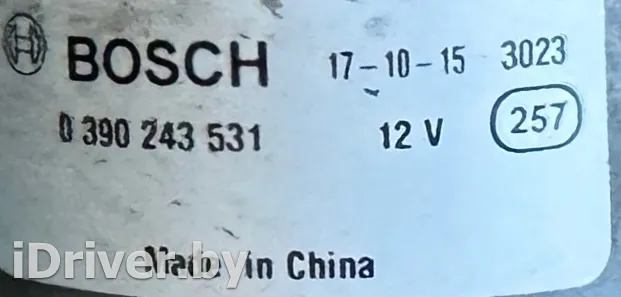 BOSCH 17-10-15 3023
0 390 243 531 12 V 257
Made in China
iDriver.by